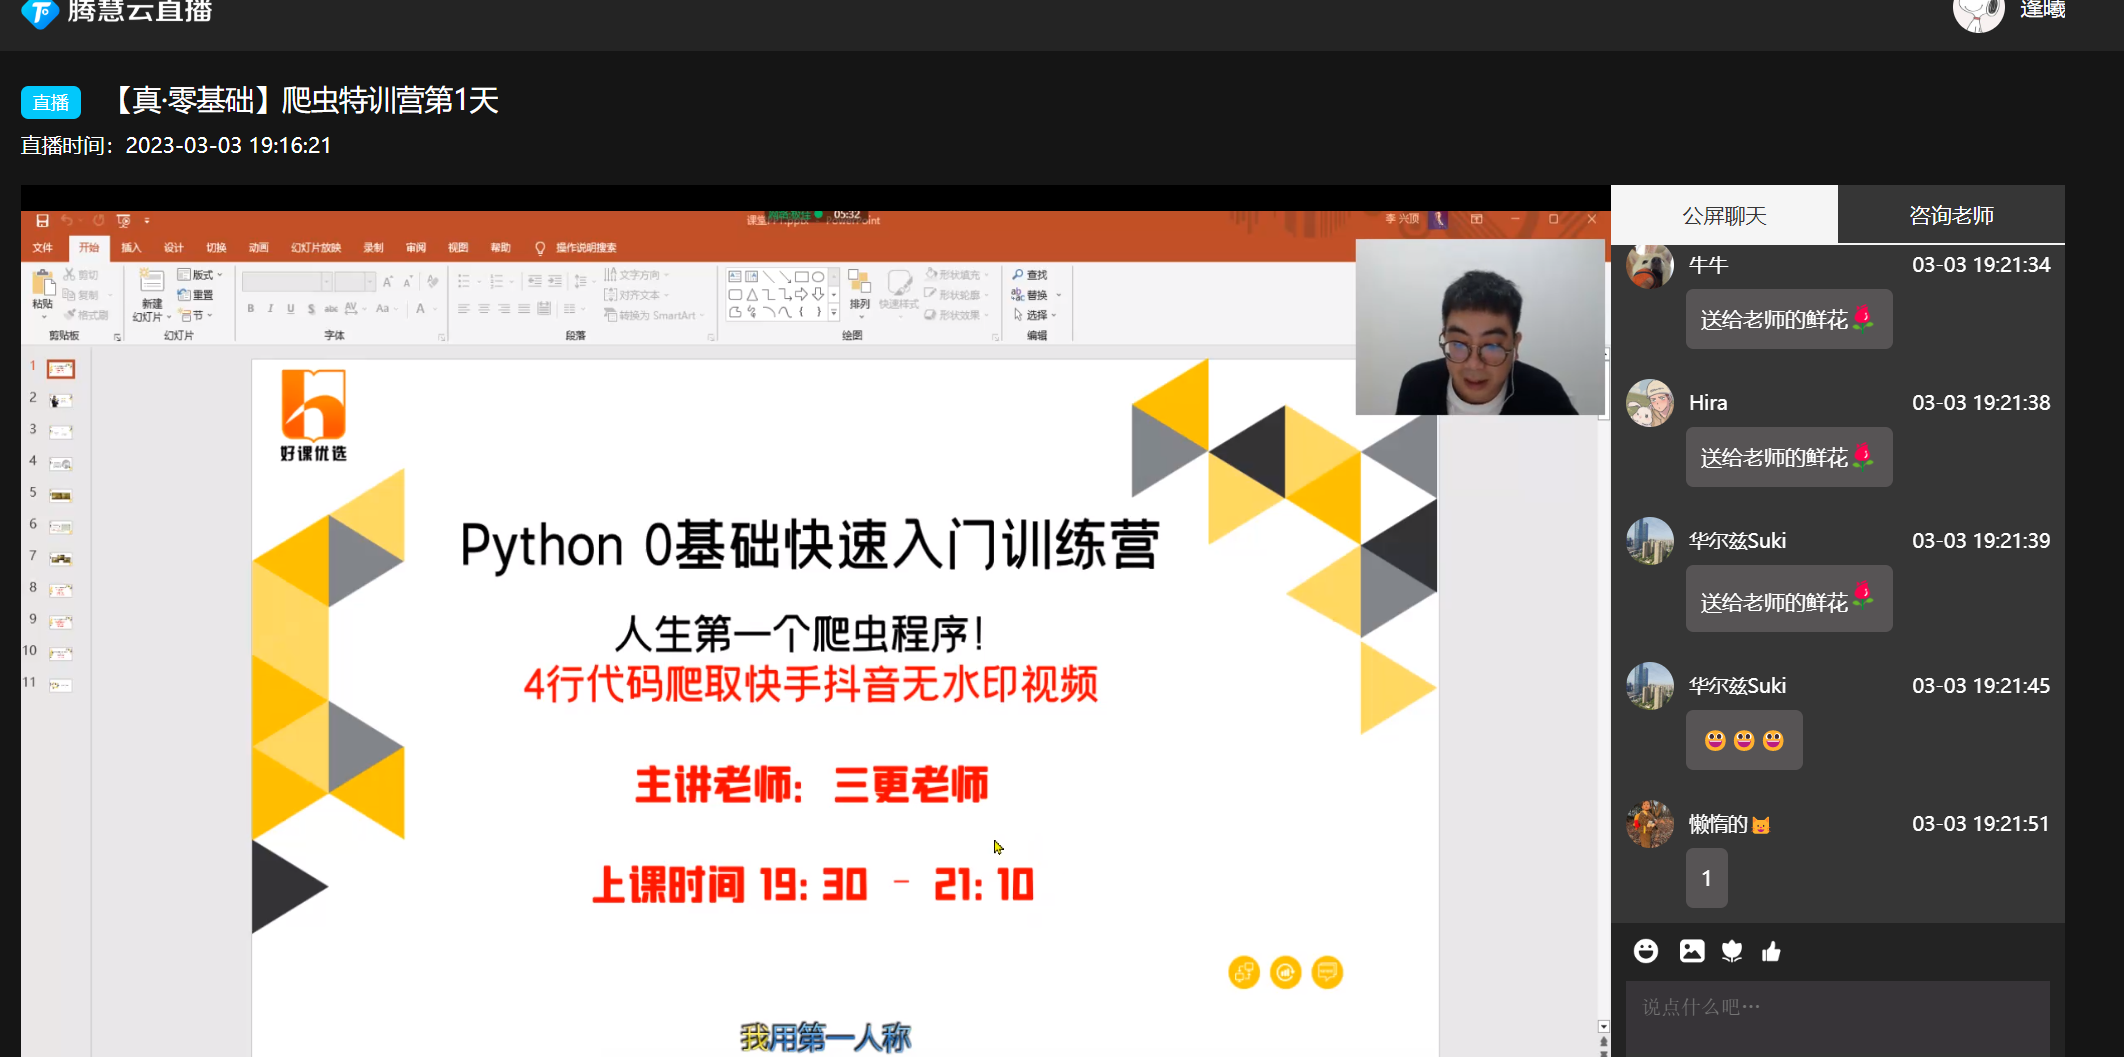 腾慧云直播
逢曦
直播 【真·零基础】爬虫特训营第1天
直播时间：2023-03-03 19:16:21
05:32
PowerPoint
文件 开始 插入 设计 切换 动画 幻灯片放映 录制 审阅 视图 帮助 操作说明搜索
粘贴
剪切
复制
格式刷
剪贴板
新建
幻灯片
版式
重置
节
幻灯片
B I U S abc AV Aa A
字体
文字方向
对齐文本
转换为 SmartArt
段落
排列
快速样式
形状填充
形状轮廓
形状效果
绘图
查找
替换
选择
编辑
1
2
3
4
5
6
7
8
9
10
11
好课优选
Python 0基础快速入门训练营
人生第一个爬虫程序！
4行代码爬取快手抖音无水印视频
主讲老师：三更老师
上课时间 19：30 - 21：10
我用第一人称
公屏聊天 咨询老师
牛牛 03-03 19:21:34
送给老师的鲜花
Hira 03-03 19:21:38
送给老师的鲜花
华尔兹Suki 03-03 19:21:39
送给老师的鲜花
华尔兹Suki 03-03 19:21:45
懒惰的 03-03 19:21:51
1
说点什么吧…